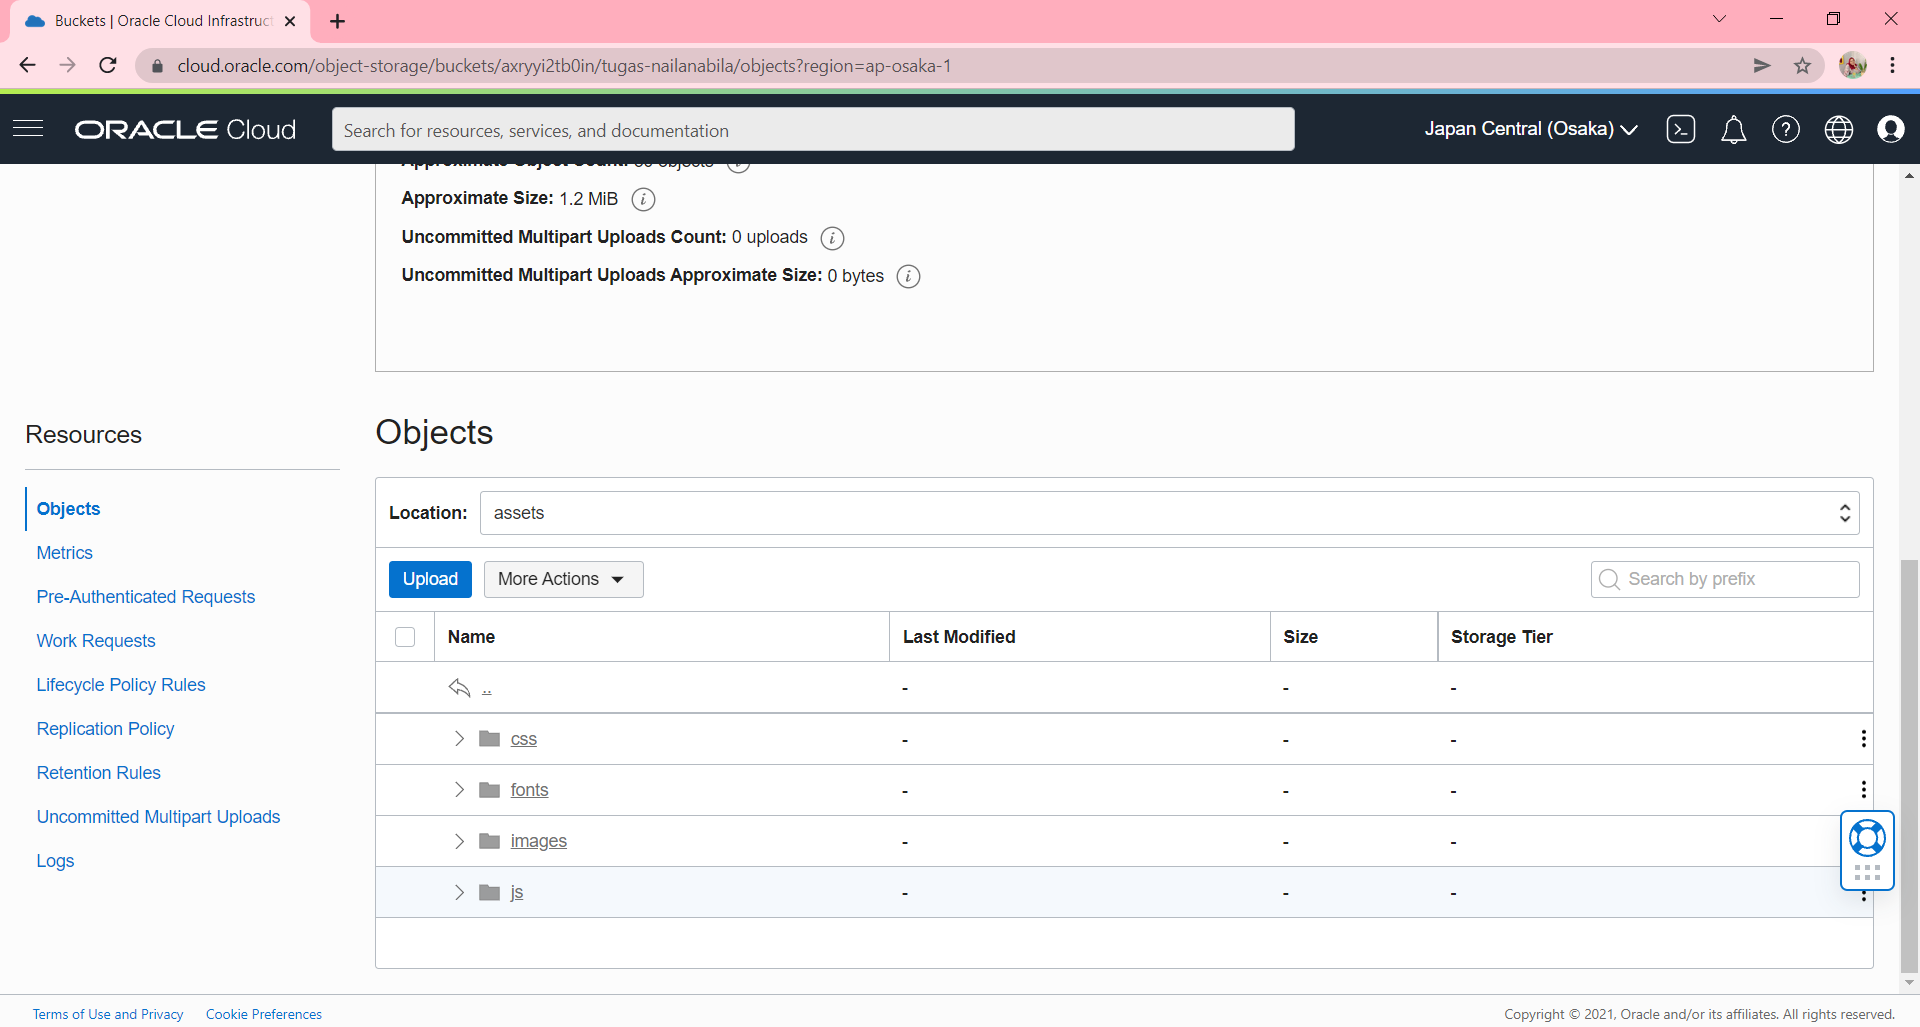 Buckets | Oracle Cloud Infrastruct
cloud.oracle.com/object-storage/buckets/axryyi2tb0in/tugas-nailanabila/objects?region=ap-osaka-1
ORACLE Cloud
Search for resources, services, and documentation
Japan Central (Osaka)
Approximate Object Count: objects
Approximate Size: 1.2 MiB
Uncommitted Multipart Uploads Count: 0 uploads
Uncommitted Multipart Uploads Approximate Size: 0 bytes
Resources
Objects
Metrics
Pre-Authenticated Requests
Work Requests
Lifecycle Policy Rules
Replication Policy
Retention Rules
Uncommitted Multipart Uploads
Logs
Objects
Location: assets
Upload More Actions Search by prefix
Name Last Modified Size Storage Tier
.. - - -
css - - -
fonts - - -
images - - -
js - - -
Terms of Use and Privacy Cookie Preferences
Copyright © 2021, Oracle and/or its affiliates. All rights reserved.